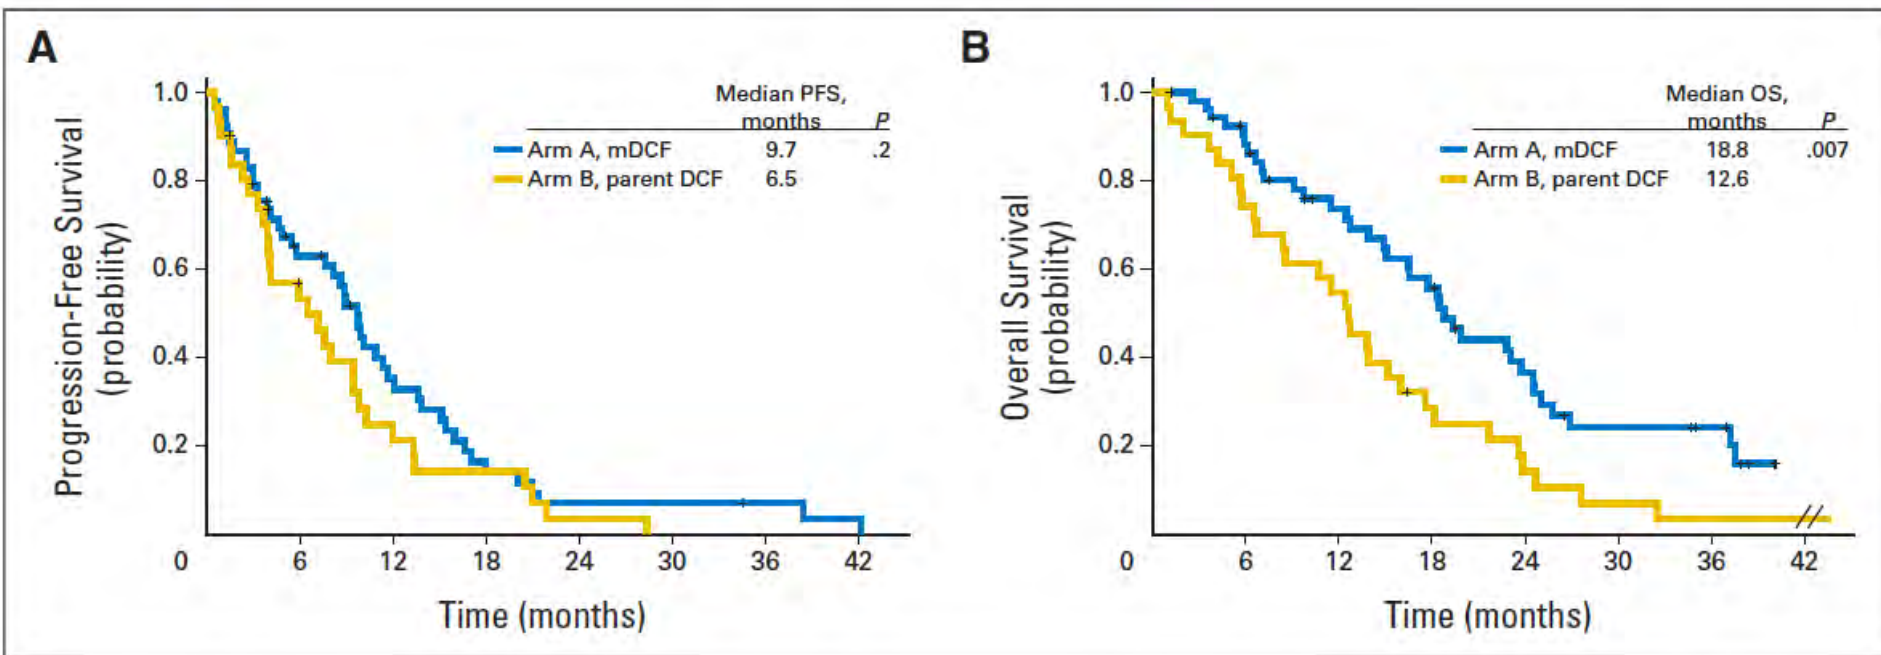 A
Progression-Free Survival
(probability)
1.0
0.8
0.6
0.4
0.2
0
6
12
18
24
30
36
42
Time (months)
Median PFS,
months P
Arm A, mDCF 9.7 .2
Arm B, parent DCF 6.5
B
Overall Survival
(probability)
1.0
0.8
0.6
0.4
0.2
0
6
12
18
24
30
36
42
Time (months)
Median OS,
months P
Arm A, mDCF 18.8 .007
Arm B, parent DCF 12.6